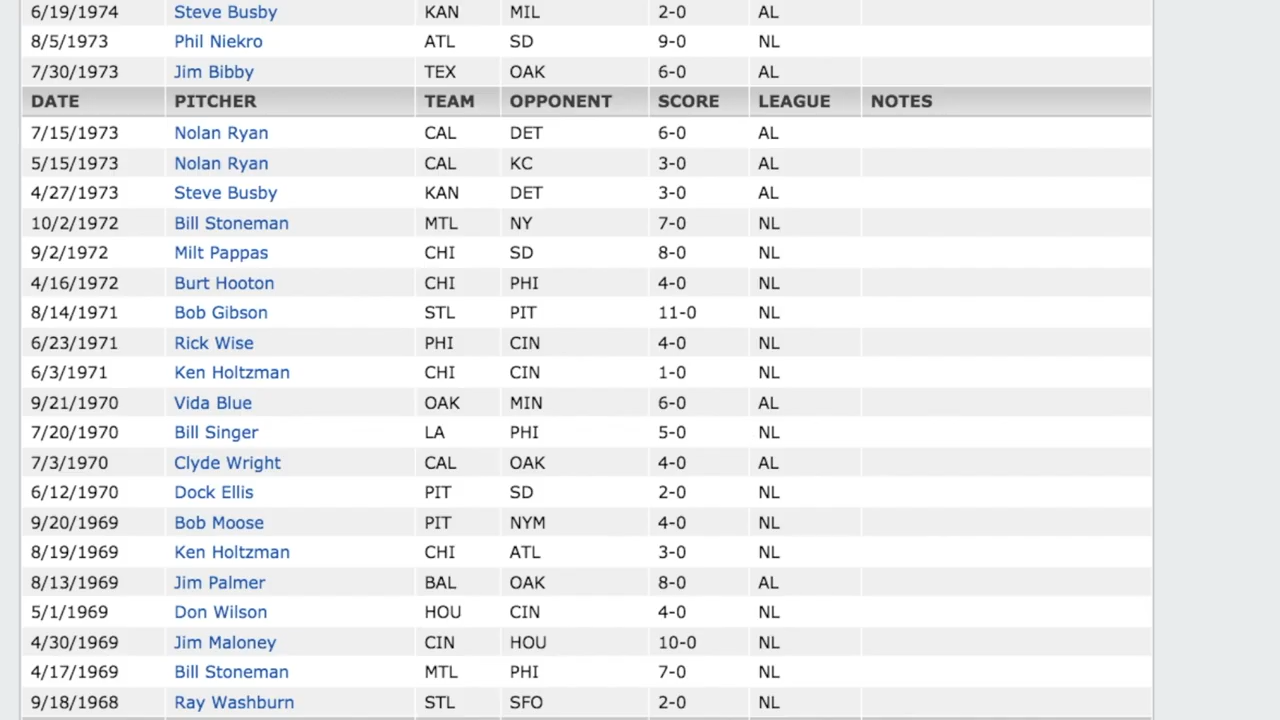 6/19/1974 Steve Busby KAN MIL 2-0 AL
8/5/1973 Phil Niekro ATL SD 9-0 NL
7/30/1973 Jim Bibby TEX OAK 6-0 AL
DATE PITCHER TEAM OPPONENT SCORE LEAGUE NOTES
7/15/1973 Nolan Ryan CAL DET 6-0 AL
5/15/1973 Nolan Ryan CAL KC 3-0 AL
4/27/1973 Steve Busby KAN DET 3-0 AL
10/2/1972 Bill Stoneman MTL NY 7-0 NL
9/2/1972 Milt Pappas CHI SD 8-0 NL
4/16/1972 Burt Hooton CHI PHI 4-0 NL
8/14/1971 Bob Gibson STL PIT 11-0 NL
6/23/1971 Rick Wise PHI CIN 4-0 NL
6/3/1971 Ken Holtzman CHI CIN 1-0 NL
9/21/1970 Vida Blue OAK MIN 6-0 AL
7/20/1970 Bill Singer LA PHI 5-0 NL
7/3/1970 Clyde Wright CAL OAK 4-0 AL
6/12/1970 Dock Ellis PIT SD 2-0 NL
9/20/1969 Bob Moose PIT NYM 4-0 NL
8/19/1969 Ken Holtzman CHI ATL 3-0 NL
8/13/1969 Jim Palmer BAL OAK 8-0 AL
5/1/1969 Don Wilson HOU CIN 4-0 NL
4/30/1969 Jim Maloney CIN HOU 10-0 NL
4/17/1969 Bill Stoneman MTL PHI 7-0 NL
9/18/1968 Ray Washburn STL SFO 2-0 NL